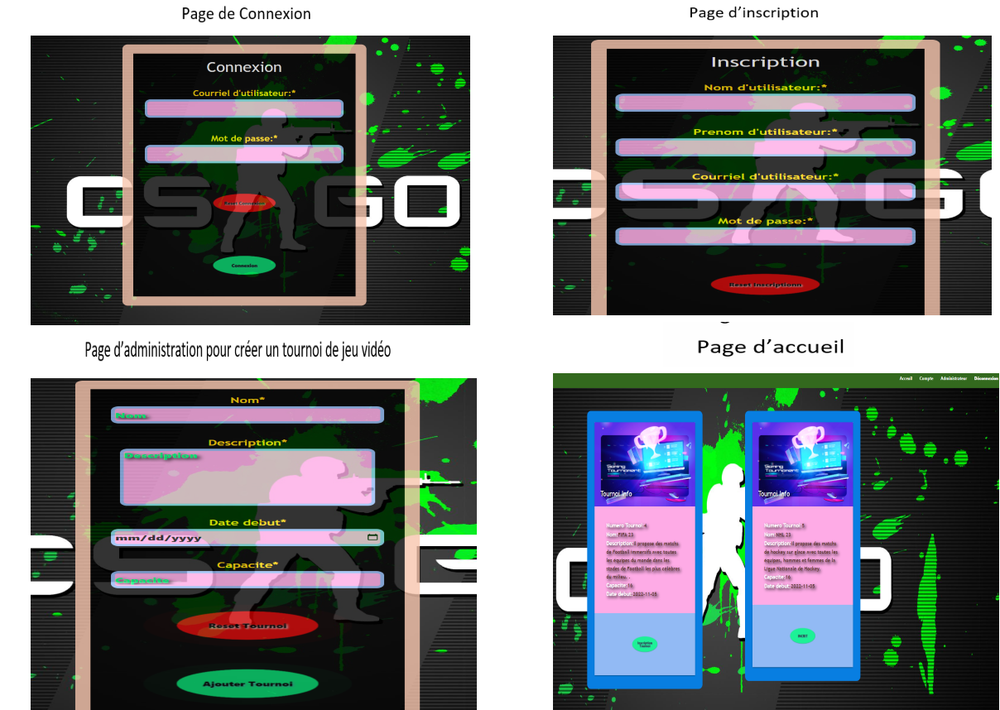 Page de Connexion
Connexion
Courriel d'utilisateur:*
Mot de passe:*
Reset Connexion
Connexion
CS GO
Page d'inscription
Inscription
Nom d'utilisateur:*
Prenom d'utilisateur:*
Courriel d'utilisateur:*
Mot de passe:*
Reset Inscriptionn
Page d'administration pour créer un tournoi de jeu vidéo
Nom*
Nom
Description*
Description
Date debut*
mm/dd/yyyy
Capacite*
Capacite
Reset Tournoi
Ajouter Tournoi
Page d'accueil
Acceuil Compte Administrateur Déconnexion
Gaming
Tournament
Tournoi Info
Numero Tournoi: 4
Nom: FIFA 23
Description: Il propose des matchs
de Football immersifs avec toutes
les équipes du monde dans les
stades de Football les plus célèbres
du milieu. .
Capacite: 16
Date debut: 2022-11-05
Inscription
Tournoi
Gaming
Tournament
Tournoi Info
Numero Tournoi: 5
Nom: NHL 23
Description: Il propose des matchs
de hockey sur glace avec toutes les
equipes, hommes et femmes de la
Ligue Nationale de Hockey.
Capacite: 16
Date debut: 2022-11-05